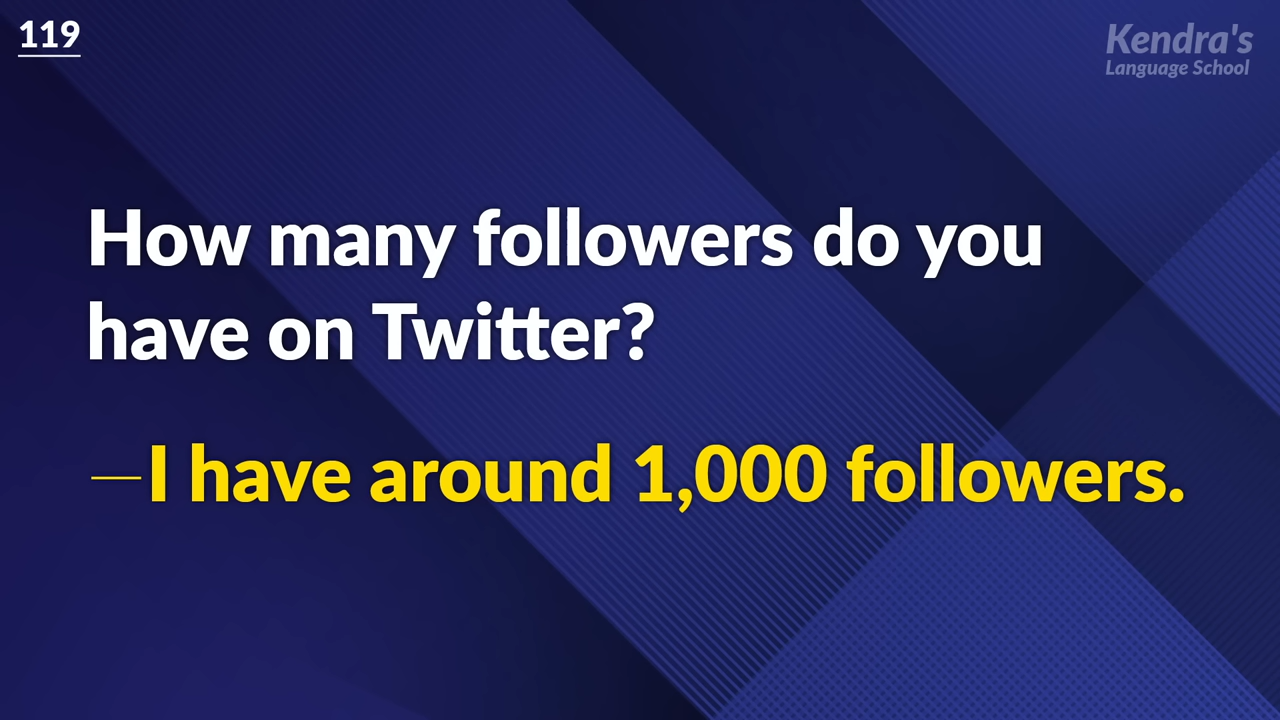 119
Kendra's
Language School
How many followers do you
have on Twitter?
—I have around 1,000 followers.